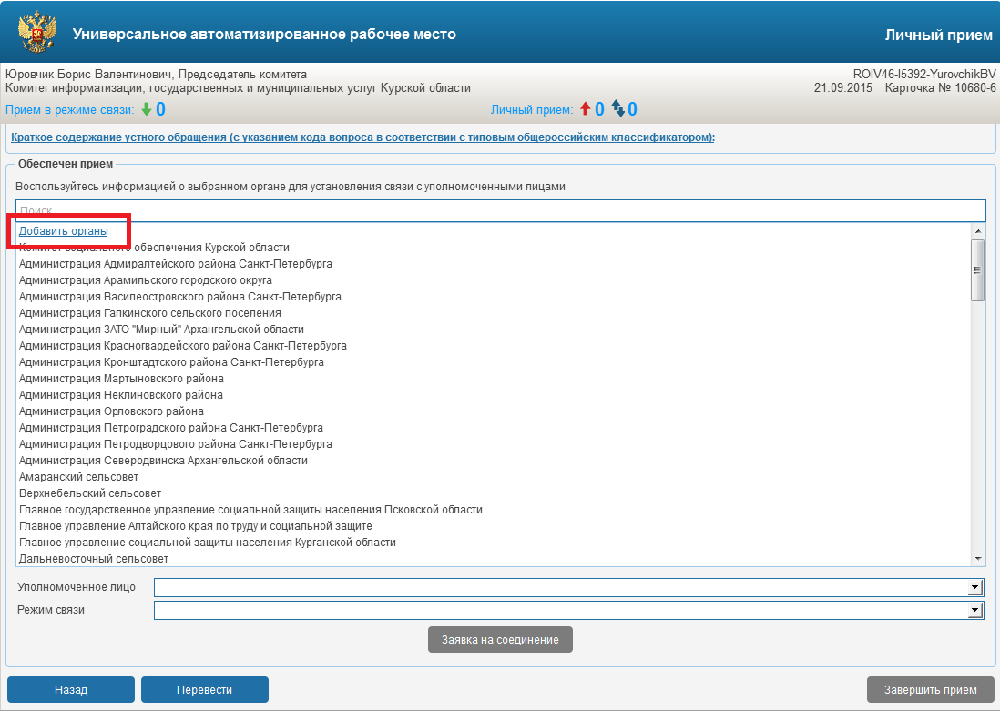 Универсальное автоматизированное рабочее место
Личный прием
Юровчик Борис Валентинович, Председатель комитета
ROIV46-I5392-YurovchikBV
Комитет информатизации, государственных и муниципальных услуг Курской области
21.09.2015 Карточка № 10680-6
Прием в режиме связи: 0
Личный прием: 0 0
Краткое содержание устного обращения (с указанием кода вопроса в соответствии с типовым общероссийским классификатором):
Обеспечен прием
Воспользуйтесь информацией о выбранном органе для установления связи с уполномоченными лицами
Поиск
Добавить органы
Комитет социального обеспечения Курской области
Администрация Адмиралтейского района Санкт-Петербурга
Администрация Арамильского городского округа
Администрация Василеостровского района Санкт-Петербурга
Администрация Гапкинского сельского поселения
Администрация ЗАТО "Мирный" Архангельской области
Администрация Красногвардейского района Санкт-Петербурга
Администрация Кронштадтского района Санкт-Петербурга
Администрация Мартыновского района
Администрация Неклиновского района
Администрация Орловского района
Администрация Петроградского района Санкт-Петербурга
Администрация Петродворцового района Санкт-Петербурга
Администрация Северодвинска Архангельской области
Амаранский сельсовет
Верхнебельский сельсовет
Главное государственное управление социальной защиты населения Псковской области
Главное управление Алтайского края по труду и социальной защите
Главное управление социальной защиты населения Курганской области
Дальневосточный сельсовет
Уполномоченное лицо
Режим связи
Заявка на соединение
Назад
Перевести
Завершить прием